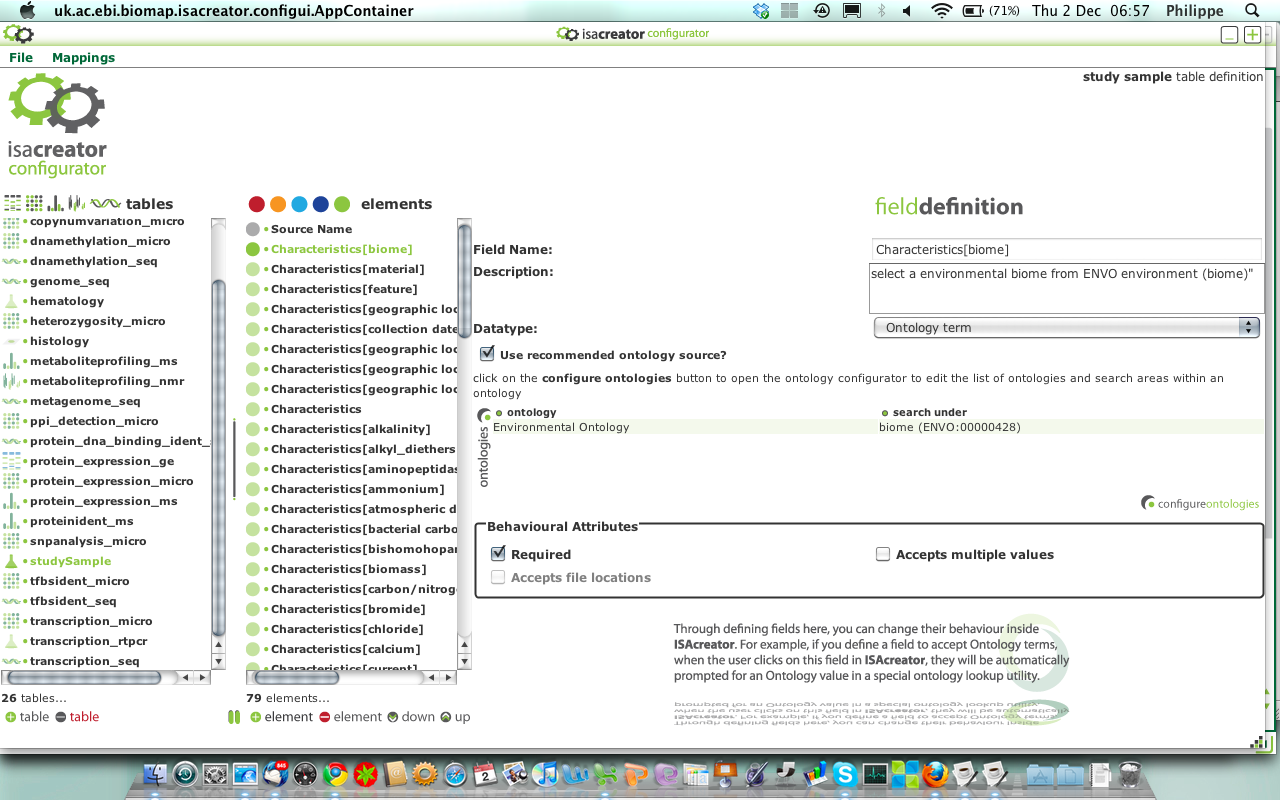 uk.ac.ebi.biomap.isacreator.configui.AppContainer
(71%) Thu 2 Dec 06:57 Philippe
isacreator configurator
File Mappings
study sample table definition
isacreator
configurator
tables
elements
fielddefinition
copynumvariation_micro
dnamethylation_micro
dnamethylation_seq
genome_seq
hematology
heterozygosity_micro
histology
metaboliteprofiling_ms
metaboliteprofiling_nmr
metagenome_seq
ppi_detection_micro
protein_dna_binding_ident_
protein_expression_ge
protein_expression_micro
protein_expression_ms
proteinident_ms
snpanalysis_micro
studySample
tfbsident_micro
tfbsident_seq
transcription_micro
transcription_rtpcr
transcription_seq
26 tables...
table table
Source Name
Characteristics[biome]
Characteristics[material]
Characteristics[feature]
Characteristics[geographic loc
Characteristics[collection date
Characteristics[geographic loc
Characteristics[geographic loc
Characteristics[geographic loc
Characteristics
Characteristics[alkalinity]
Characteristics[alkyl_diethers
Characteristics[aminopeptidas
Characteristics[ammonium]
Characteristics[atmospheric d
Characteristics[bacterial carbo
Characteristics[bishomohopan
Characteristics[biomass]
Characteristics[carbon/nitroge
Characteristics[bromide]
Characteristics[chloride]
Characteristics[calcium]
Characteristics[current]
79 elements...
element element down up
Field Name: Characteristics[biome]
Description: select a environmental biome from ENVO environment (biome)"
Datatype: Ontology term
Use recommended ontology source?
click on the configure ontologies button to open the ontology configurator to edit the list of ontologies and search areas within an
ontology
ontologies
ontology search under
Environmental Ontology biome (ENVO:00000428)
configureontologies
Behavioural Attributes
Required Accepts multiple values
Accepts file locations
Through defining fields here, you can change their behaviour inside
ISAcreator. For example, if you define a field to accept Ontology terms,
when the user clicks on this field in ISAcreator, they will be automatically
prompted for an Ontology value in a special ontology lookup utility.